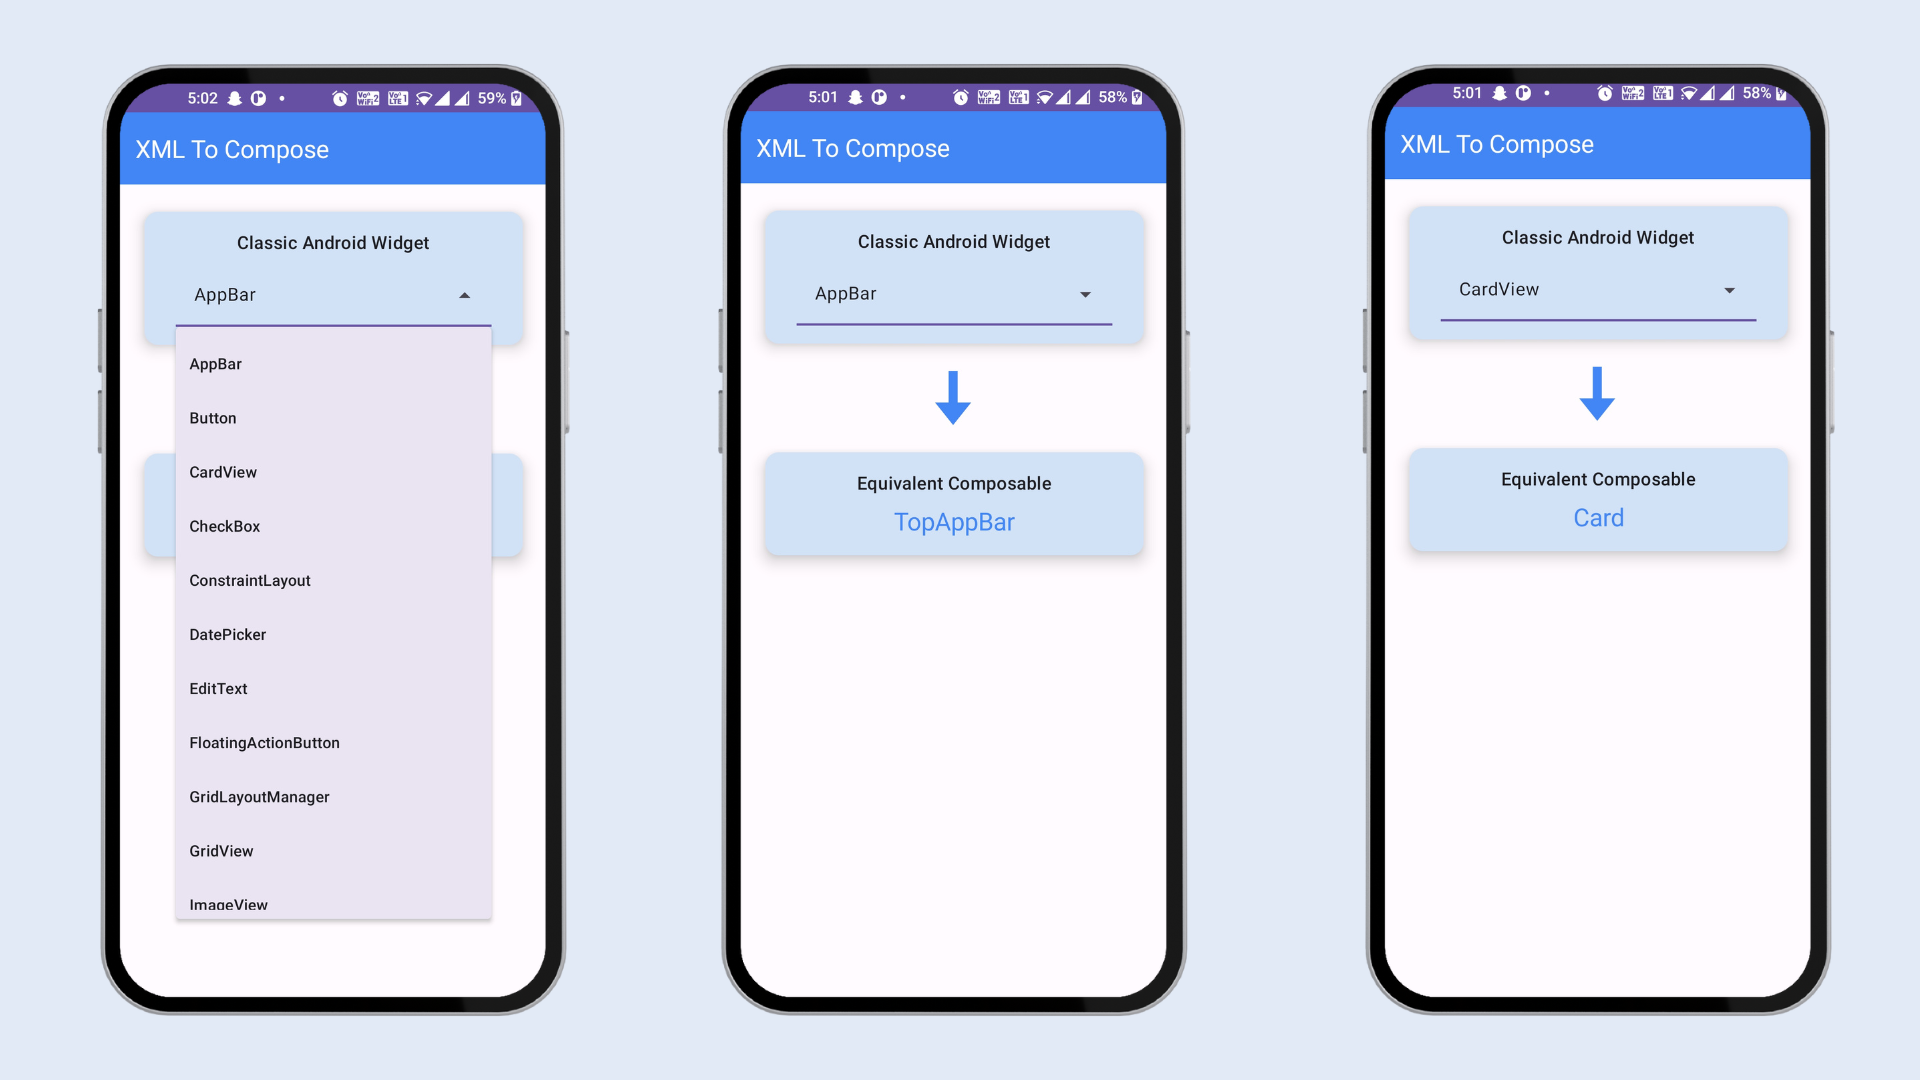 5:02 59%
XML To Compose
Classic Android Widget
AppBar
AppBar
Button
CardView
CheckBox
ConstraintLayout
DatePicker
EditText
FloatingActionButton
GridLayoutManager
GridView
ImageView
5:01 58%
XML To Compose
Classic Android Widget
AppBar
Equivalent Composable
TopAppBar
5:01 58%
XML To Compose
Classic Android Widget
CardView
Equivalent Composable
Card